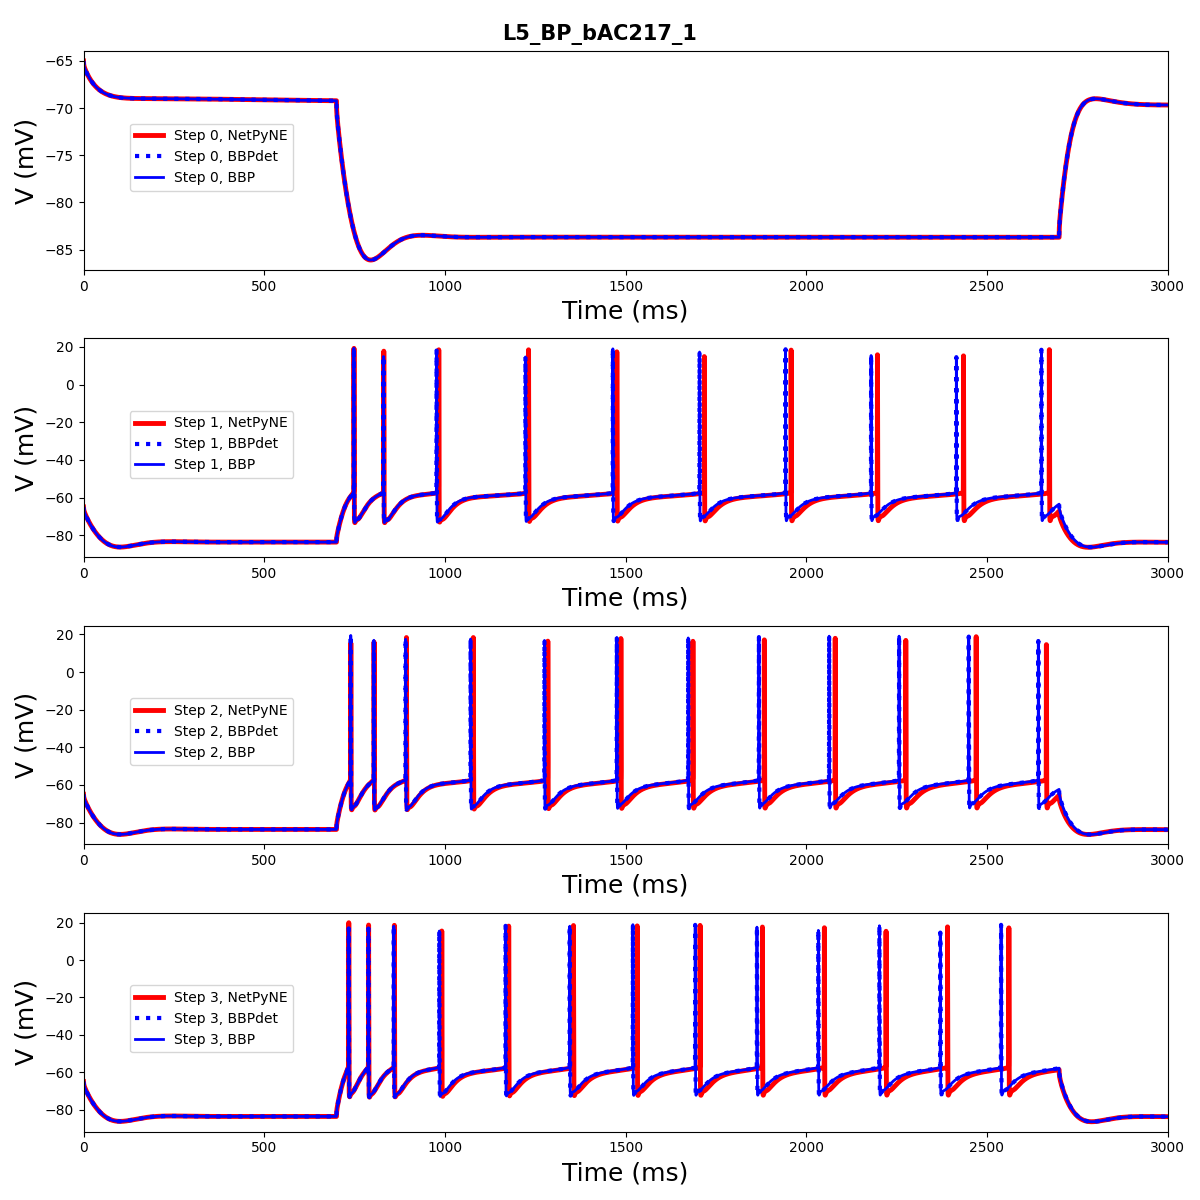 L5_BP_bAC217_1
V (mV)
−65
−70
−75
−80
−85
Step 0, NetPyNE
Step 0, BBPdet
Step 0, BBP
0 500 1000 1500 2000 2500 3000
Time (ms)
V (mV)
20
0
−20
−40
−60
−80
Step 1, NetPyNE
Step 1, BBPdet
Step 1, BBP
0 500 1000 1500 2000 2500 3000
Time (ms)
V (mV)
20
0
−20
−40
−60
−80
Step 2, NetPyNE
Step 2, BBPdet
Step 2, BBP
0 500 1000 1500 2000 2500 3000
Time (ms)
V (mV)
20
0
−20
−40
−60
−80
Step 3, NetPyNE
Step 3, BBPdet
Step 3, BBP
0 500 1000 1500 2000 2500 3000
Time (ms)